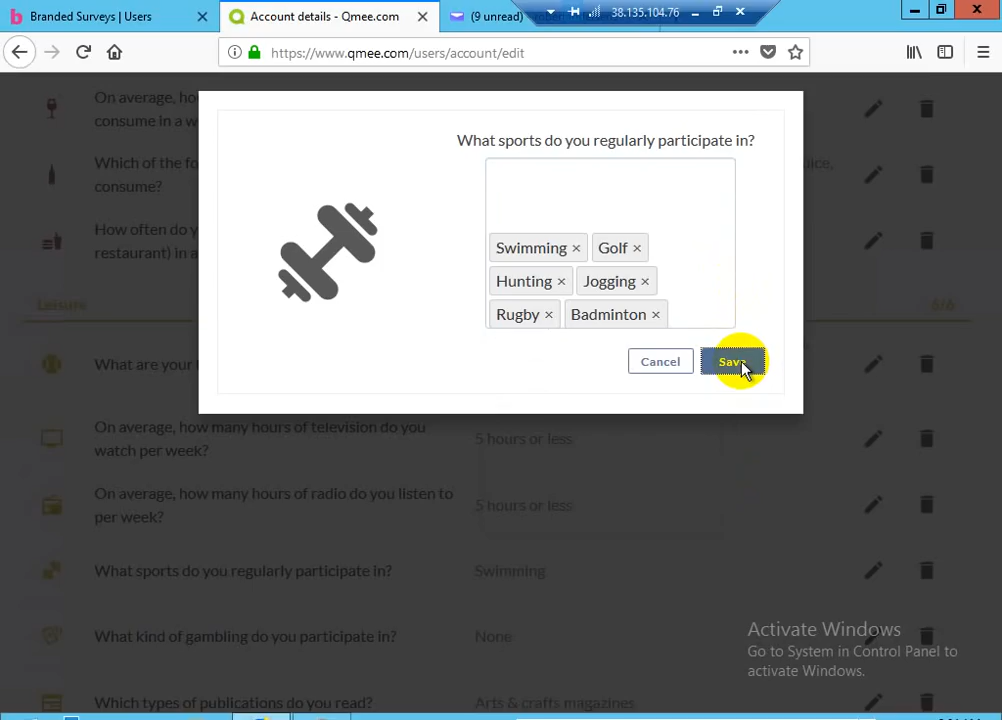 Branded Surveys | Users
Account details - Qmee.com
(9 unread)
38.135.104.76
https://www.qmee.com/users/account/edit
On average, ho
consume in a w
Which of the fo
consume?
How often do y
restaurant) in a
Leisure
What are your
What sports do you regularly participate in?
Swimming × Golf ×
Hunting × Jogging ×
Rugby × Badminton ×
Cancel Save
On average, how many hours of television do you
watch per week?
5 hours or less
On average, how many hours of radio do you listen to
per week?
5 hours or less
What sports do you regularly participate in?
Swimming
What kind of gambling do you participate in?
None
Which types of publications do you read?
Arts & crafts magazines
Activate Windows
Go to System in Control Panel to
activate Windows.